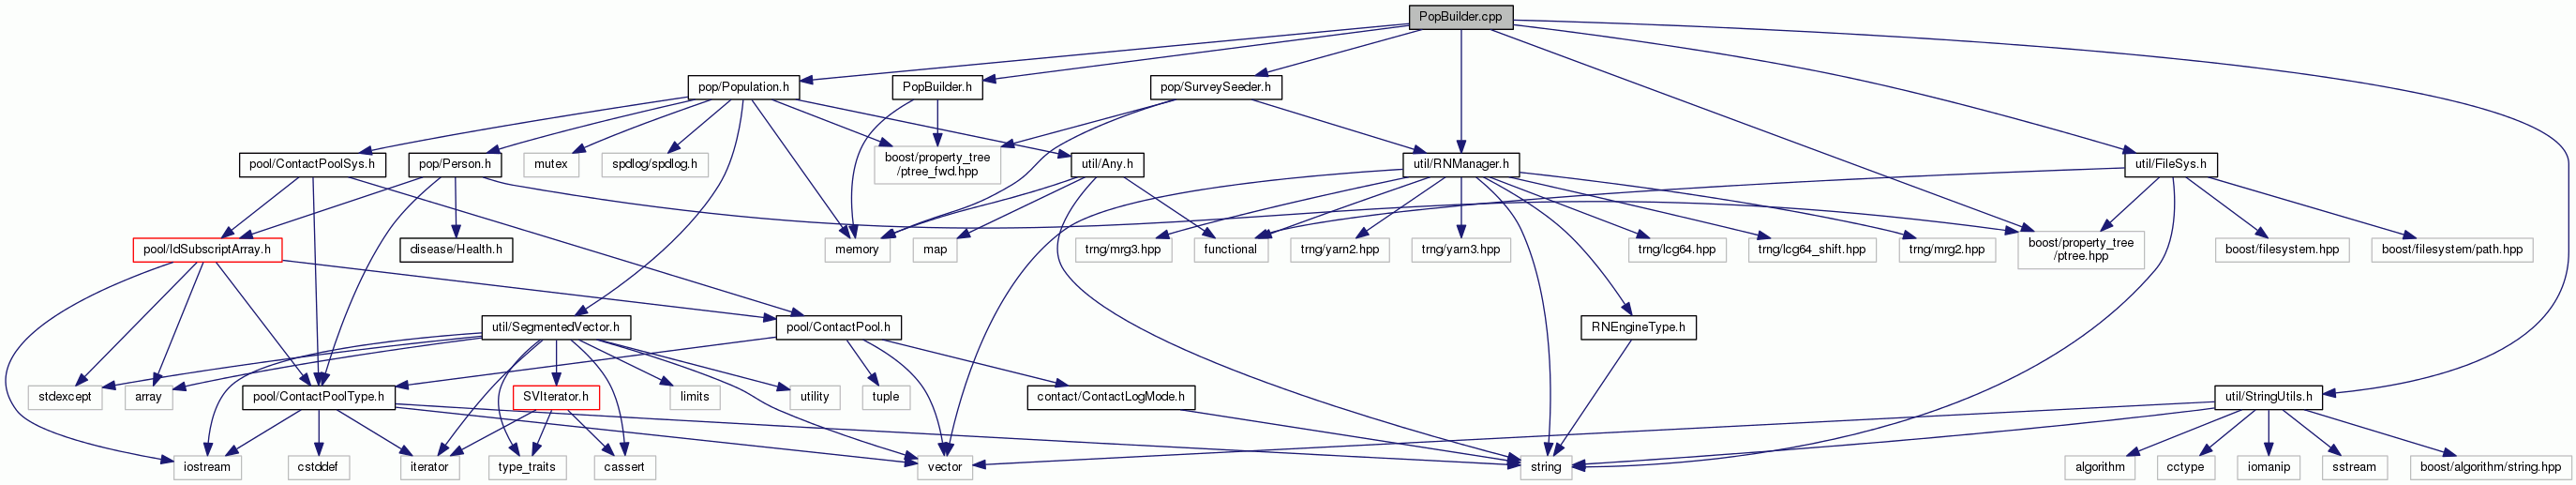 PopBuilder.cpp
pop/Population.h
PopBuilder.h
pop/SurveySeeder.h
pool/ContactPoolSys.h
pop/Person.h
mutex
spdlog/spdlog.h
boost/property_tree
/ptree_fwd.hpp
util/Any.h
util/RNManager.h
util/FileSys.h
pool/IdSubscriptArray.h
disease/Health.h
memory
map
trng/mrg3.hpp
functional
trng/yarn2.hpp
trng/yarn3.hpp
trng/lcg64.hpp
trng/lcg64_shift.hpp
trng/mrg2.hpp
boost/property_tree
/ptree.hpp
boost/filesystem.hpp
boost/filesystem/path.hpp
util/SegmentedVector.h
pool/ContactPool.h
RNEngineType.h
stdexcept
array
pool/ContactPoolType.h
SVIterator.h
limits
utility
tuple
contact/ContactLogMode.h
util/StringUtils.h
iostream
cstddef
iterator
type_traits
cassert
vector
string
algorithm
cctype
iomanip
sstream
boost/algorithm/string.hpp